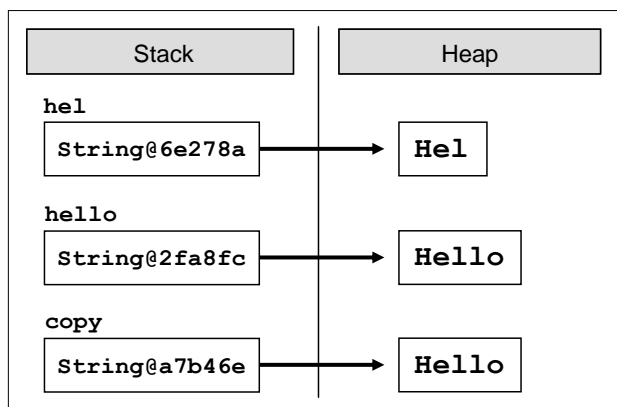 Stack Heap
hel
String@6e278a Hel
hello
String@2fa8fc Hello
copy
String@a7b46e Hello